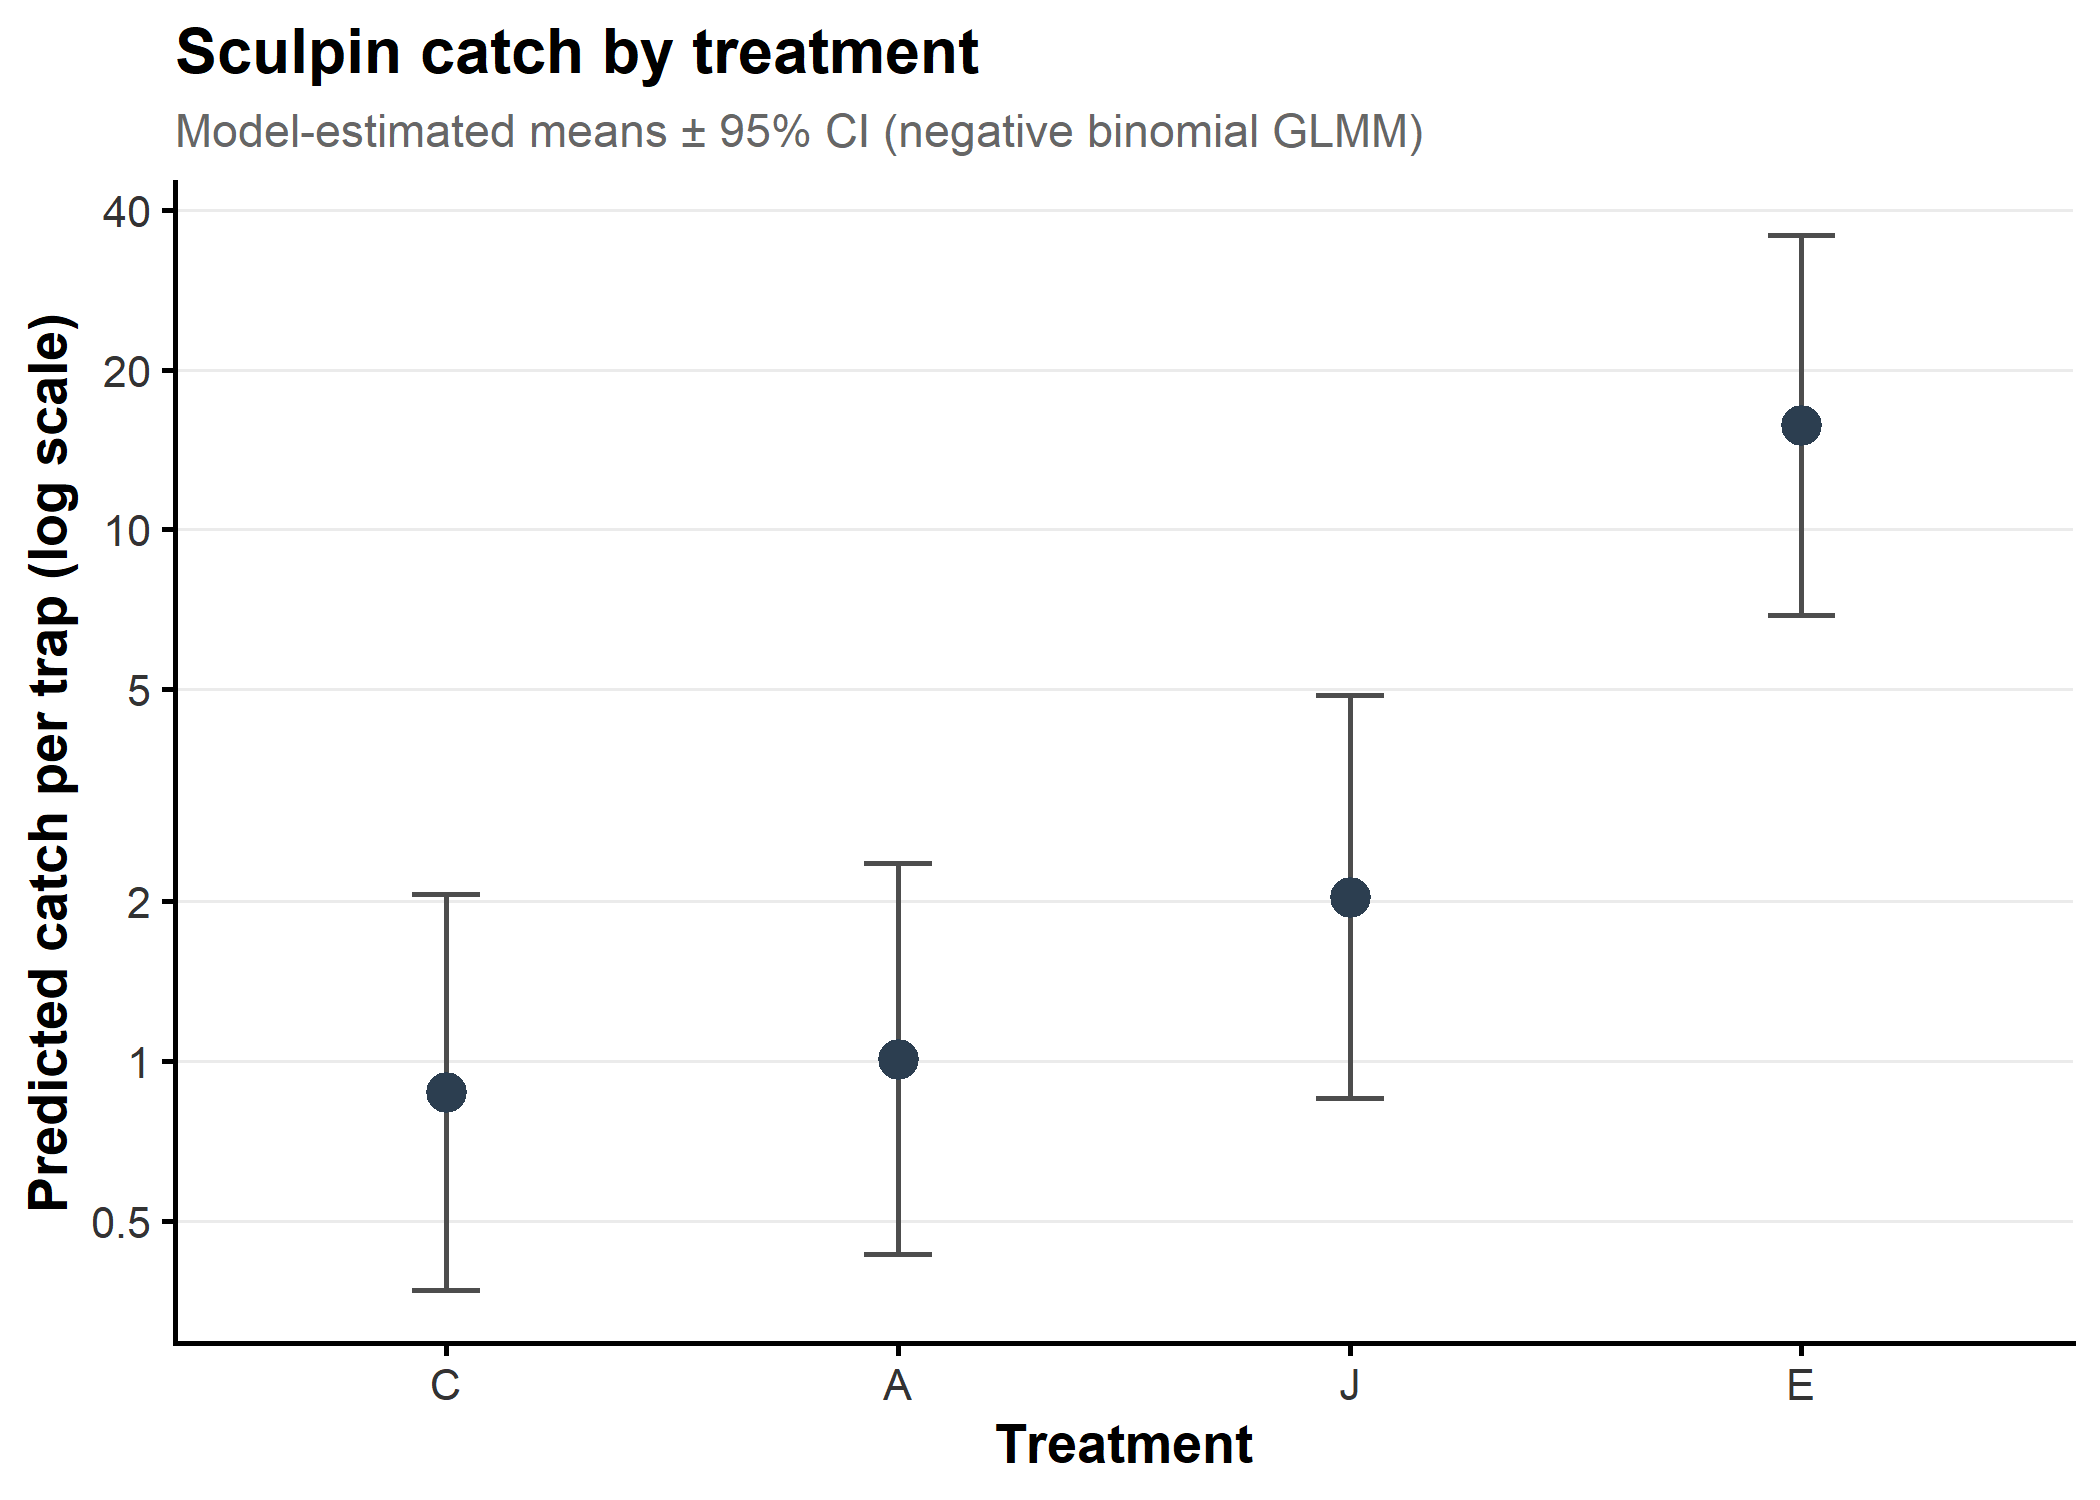 Sculpin catch by treatment
Model-estimated means ± 95% CI (negative binomial GLMM)
Predicted catch per trap (log scale)
40
20
10
5
2
1
0.5
C
A
J
E
Treatment